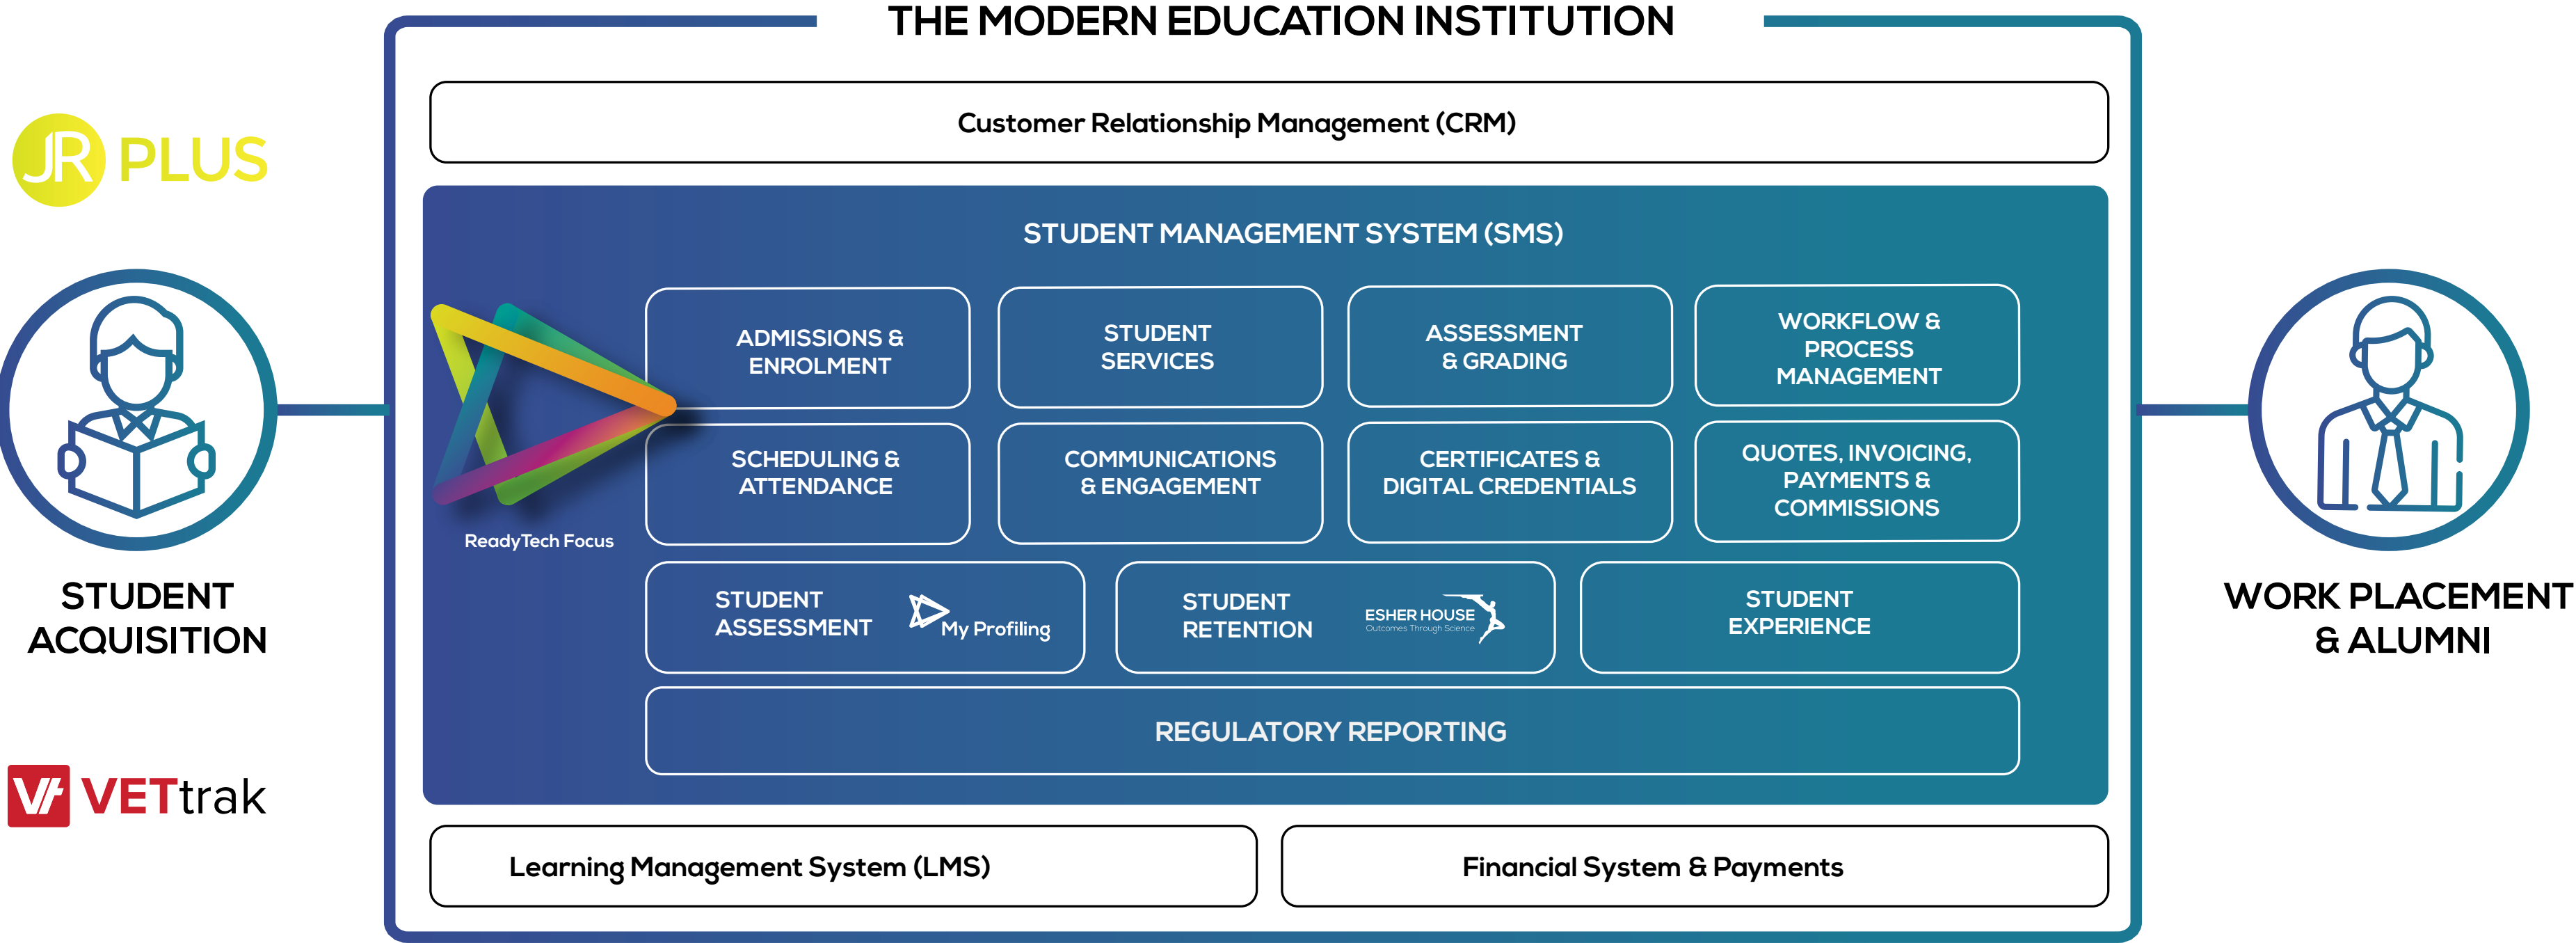 THE MODERN EDUCATION INSTITUTION
JR PLUS
STUDENT
ACQUISITION
VETtrak
Customer Relationship Management (CRM)
STUDENT MANAGEMENT SYSTEM (SMS)
ReadyTech Focus
ADMISSIONS &
ENROLMENT
STUDENT
SERVICES
ASSESSMENT
& GRADING
WORKFLOW &
PROCESS
MANAGEMENT
SCHEDULING &
ATTENDANCE
COMMUNICATIONS
& ENGAGEMENT
CERTIFICATES &
DIGITAL CREDENTIALS
QUOTES, INVOICING,
PAYMENTS &
COMMISSIONS
STUDENT
ASSESSMENT
My Profiling
STUDENT
RETENTION
ESHER HOUSE
Outcomes Through Science
STUDENT
EXPERIENCE
REGULATORY REPORTING
Learning Management System (LMS)
Financial System & Payments
WORK PLACEMENT
& ALUMNI